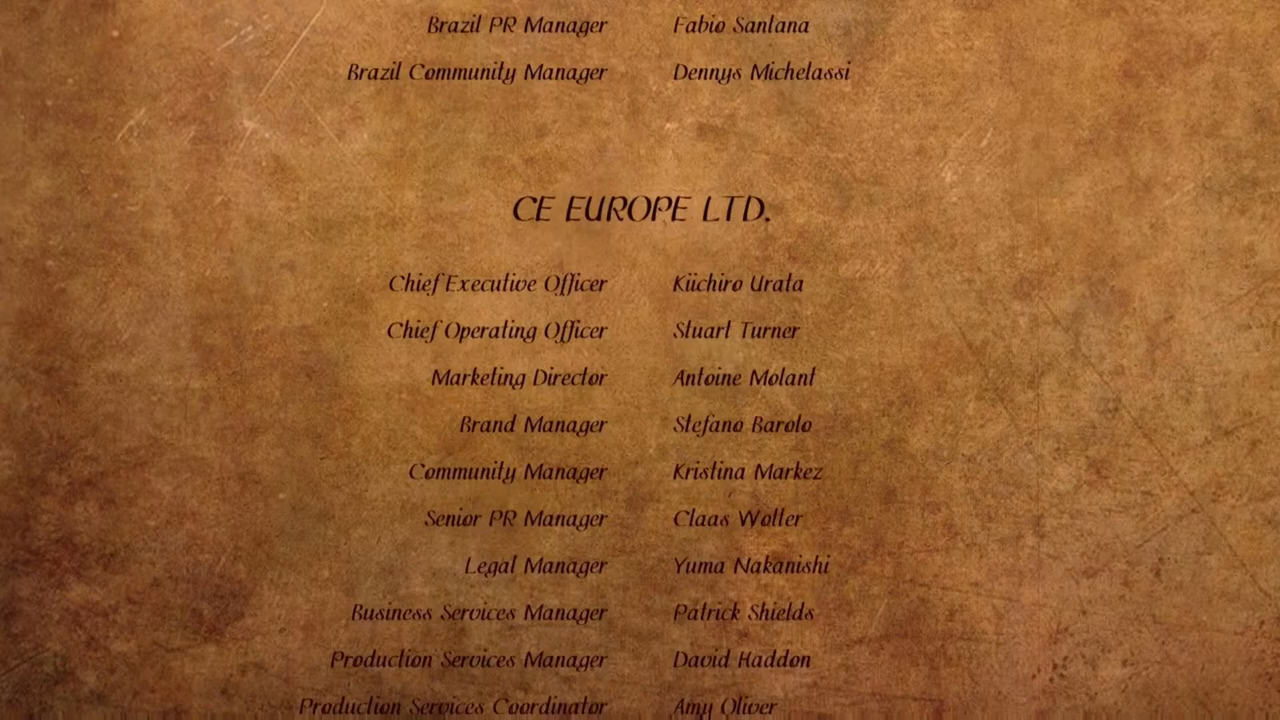 Brazil PR Manager Fabio Santana
Brazil Community Manager Dennys Michelassi
CE EUROPE LTD.
Chief Executive Officer Kiichiro Urata
Chief Operating Officer Stuart Turner
Marketing Director Antoine Molant
Brand Manager Stefano Barolo
Community Manager Kristina Markez
Senior PR Manager Claas Wolter
Legal Manager Yuma Nakanishi
Business Services Manager Patrick Shields
Production Services Manager David Haddon
Production Services Coordinator Amy Oliver